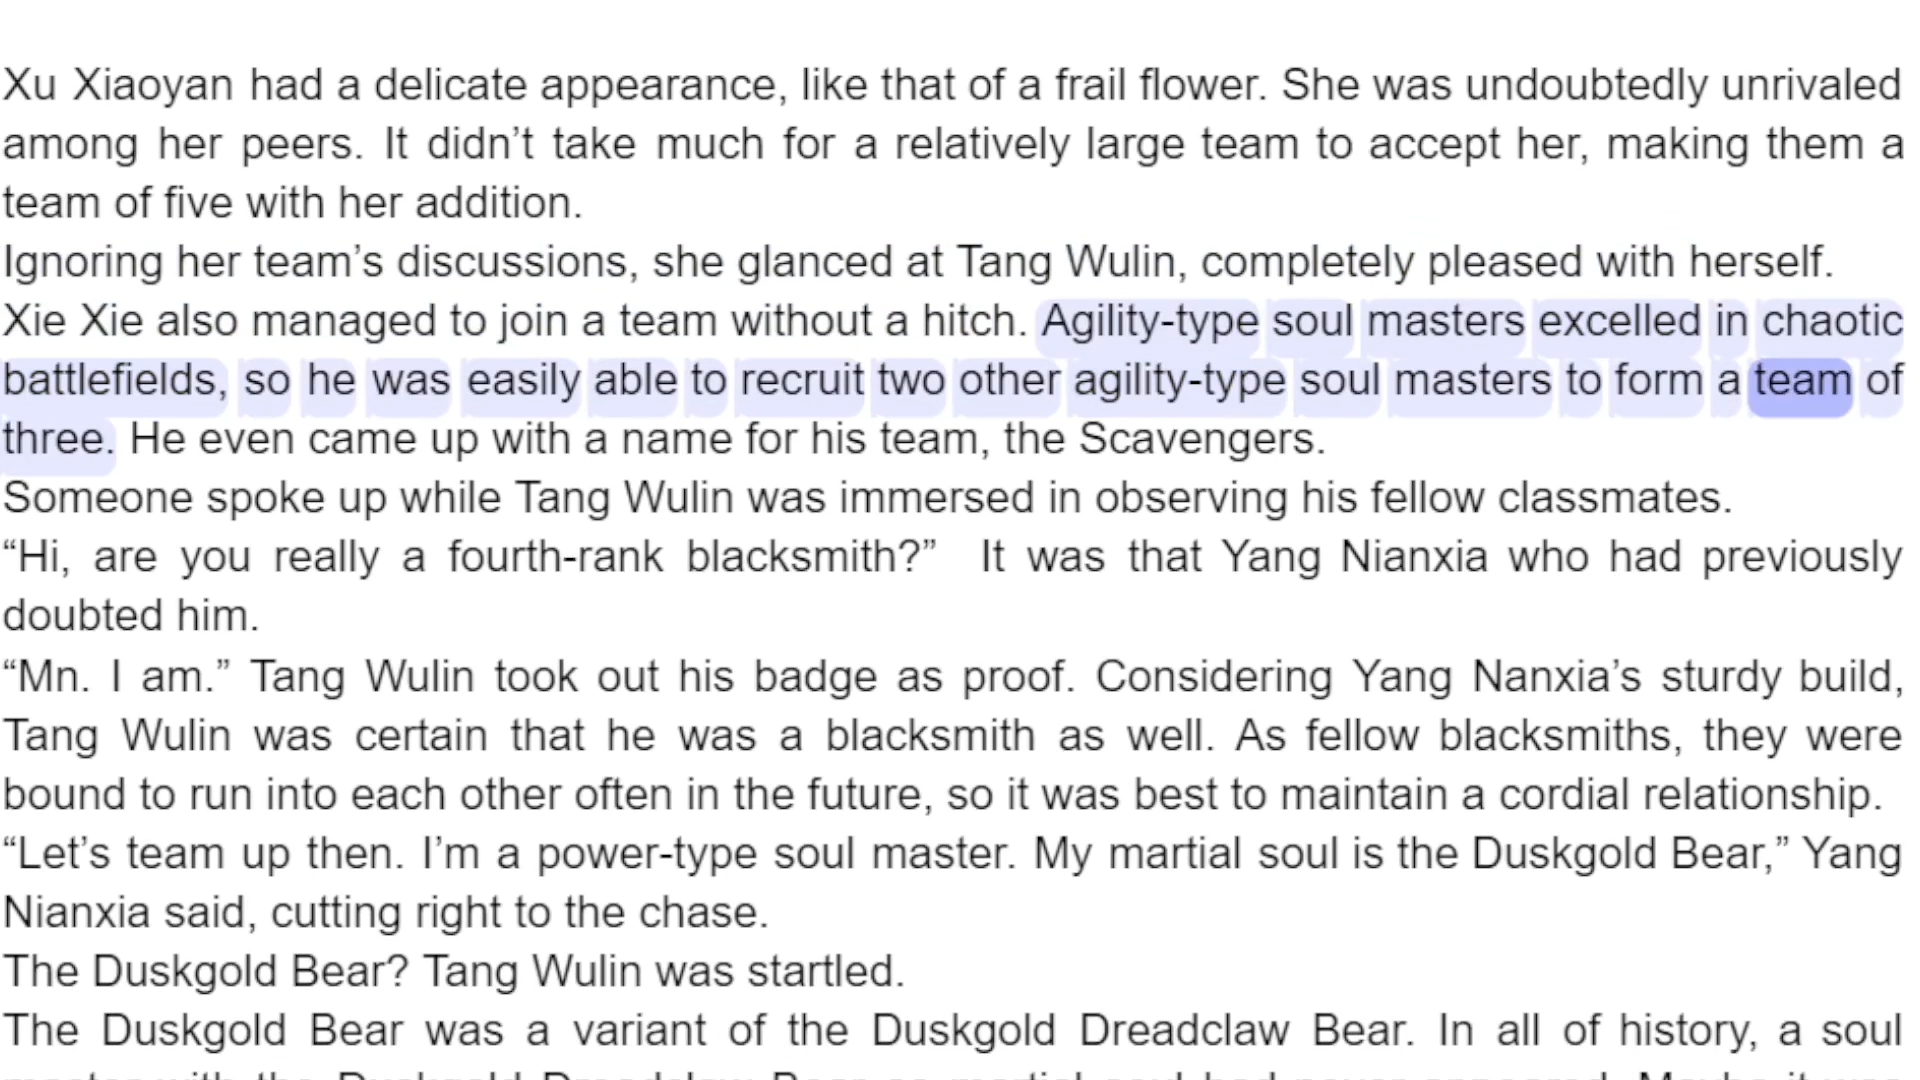 Xu Xiaoyan had a delicate appearance, like that of a frail flower. She was undoubtedly unrivaled
among her peers. It didn’t take much for a relatively large team to accept her, making them a
team of five with her addition.
Ignoring her team’s discussions, she glanced at Tang Wulin, completely pleased with herself.
Xie Xie also managed to join a team without a hitch. Agility-type soul masters excelled in chaotic
battlefields, so he was easily able to recruit two other agility-type soul masters to form a team of
three. He even came up with a name for his team, the Scavengers.
Someone spoke up while Tang Wulin was immersed in observing his fellow classmates.
“Hi, are you really a fourth-rank blacksmith?” It was that Yang Nianxia who had previously
doubted him.
“Mn. I am.” Tang Wulin took out his badge as proof. Considering Yang Nanxia’s sturdy build,
Tang Wulin was certain that he was a blacksmith as well. As fellow blacksmiths, they were
bound to run into each other often in the future, so it was best to maintain a cordial relationship.
“Let’s team up then. I’m a power-type soul master. My martial soul is the Duskgold Bear,” Yang
Nianxia said, cutting right to the chase.
The Duskgold Bear? Tang Wulin was startled.
The Duskgold Bear was a variant of the Duskgold Dreadclaw Bear. In all of history, a soul